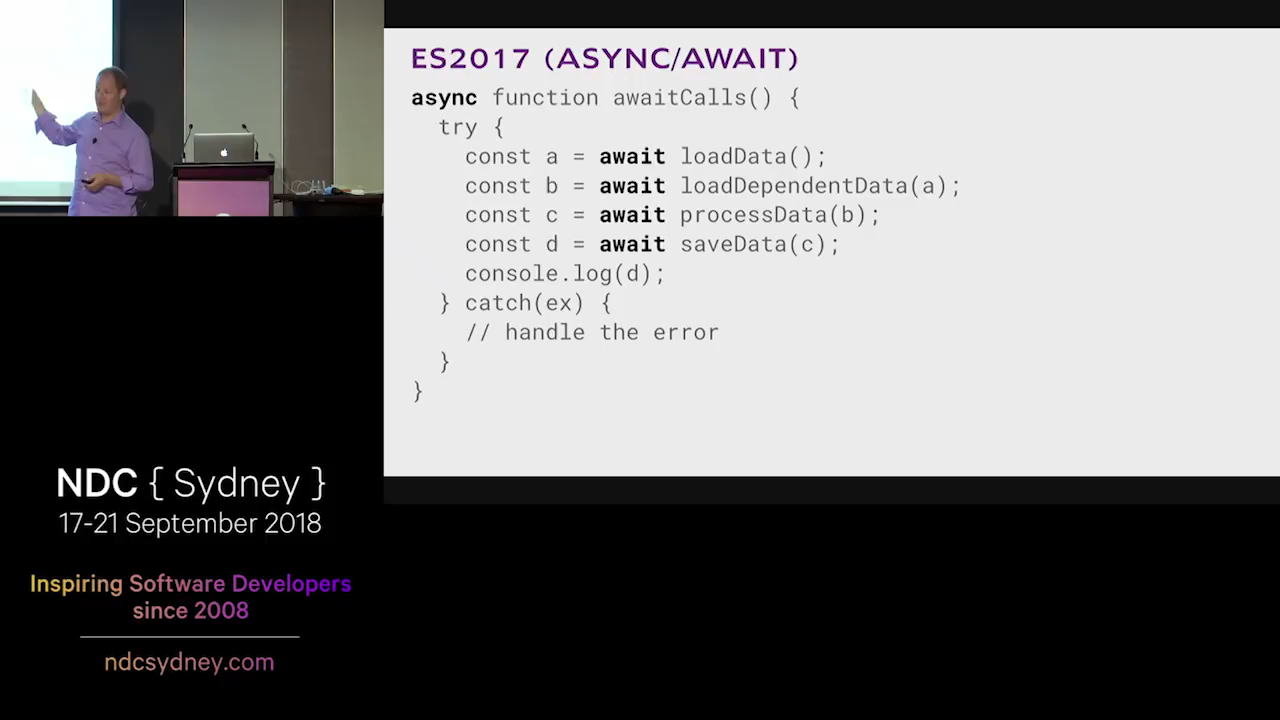 ES2017 (ASYNC/AWAIT)
async function awaitCalls() {
  try {
    const a = await loadData();
    const b = await loadDependentData(a);
    const c = await processData(b);
    const d = await saveData(c);
    console.log(d);
  } catch(ex) {
    // handle the error
  }
}
NDC { Sydney }
17-21 September 2018
Inspiring Software Developers
since 2008
ndcsydney.com